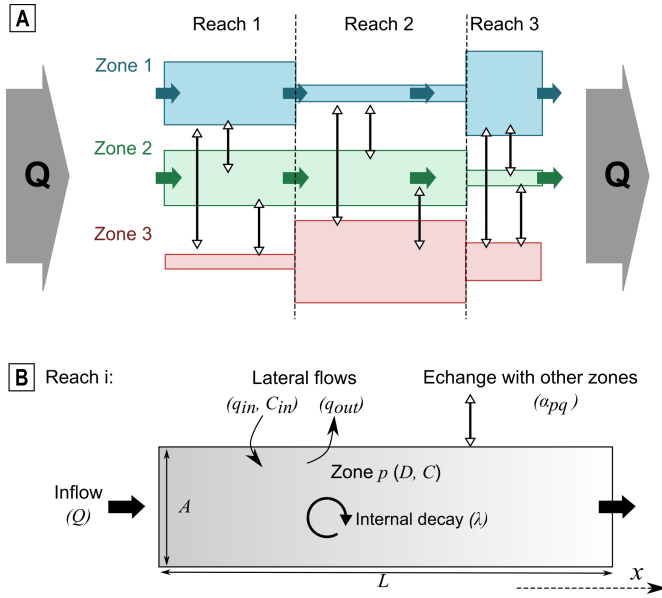 A
Reach 1
Reach 2
Reach 3
Zone 1
Zone 2
Zone 3
Q
Q
B
Reach i:
Lateral flows
(qin, Cin)
(qout)
Echange with other zones
(αpq)
Zone p (D, C)
Inflow
(Q)
A
Internal decay (λ)
L
x